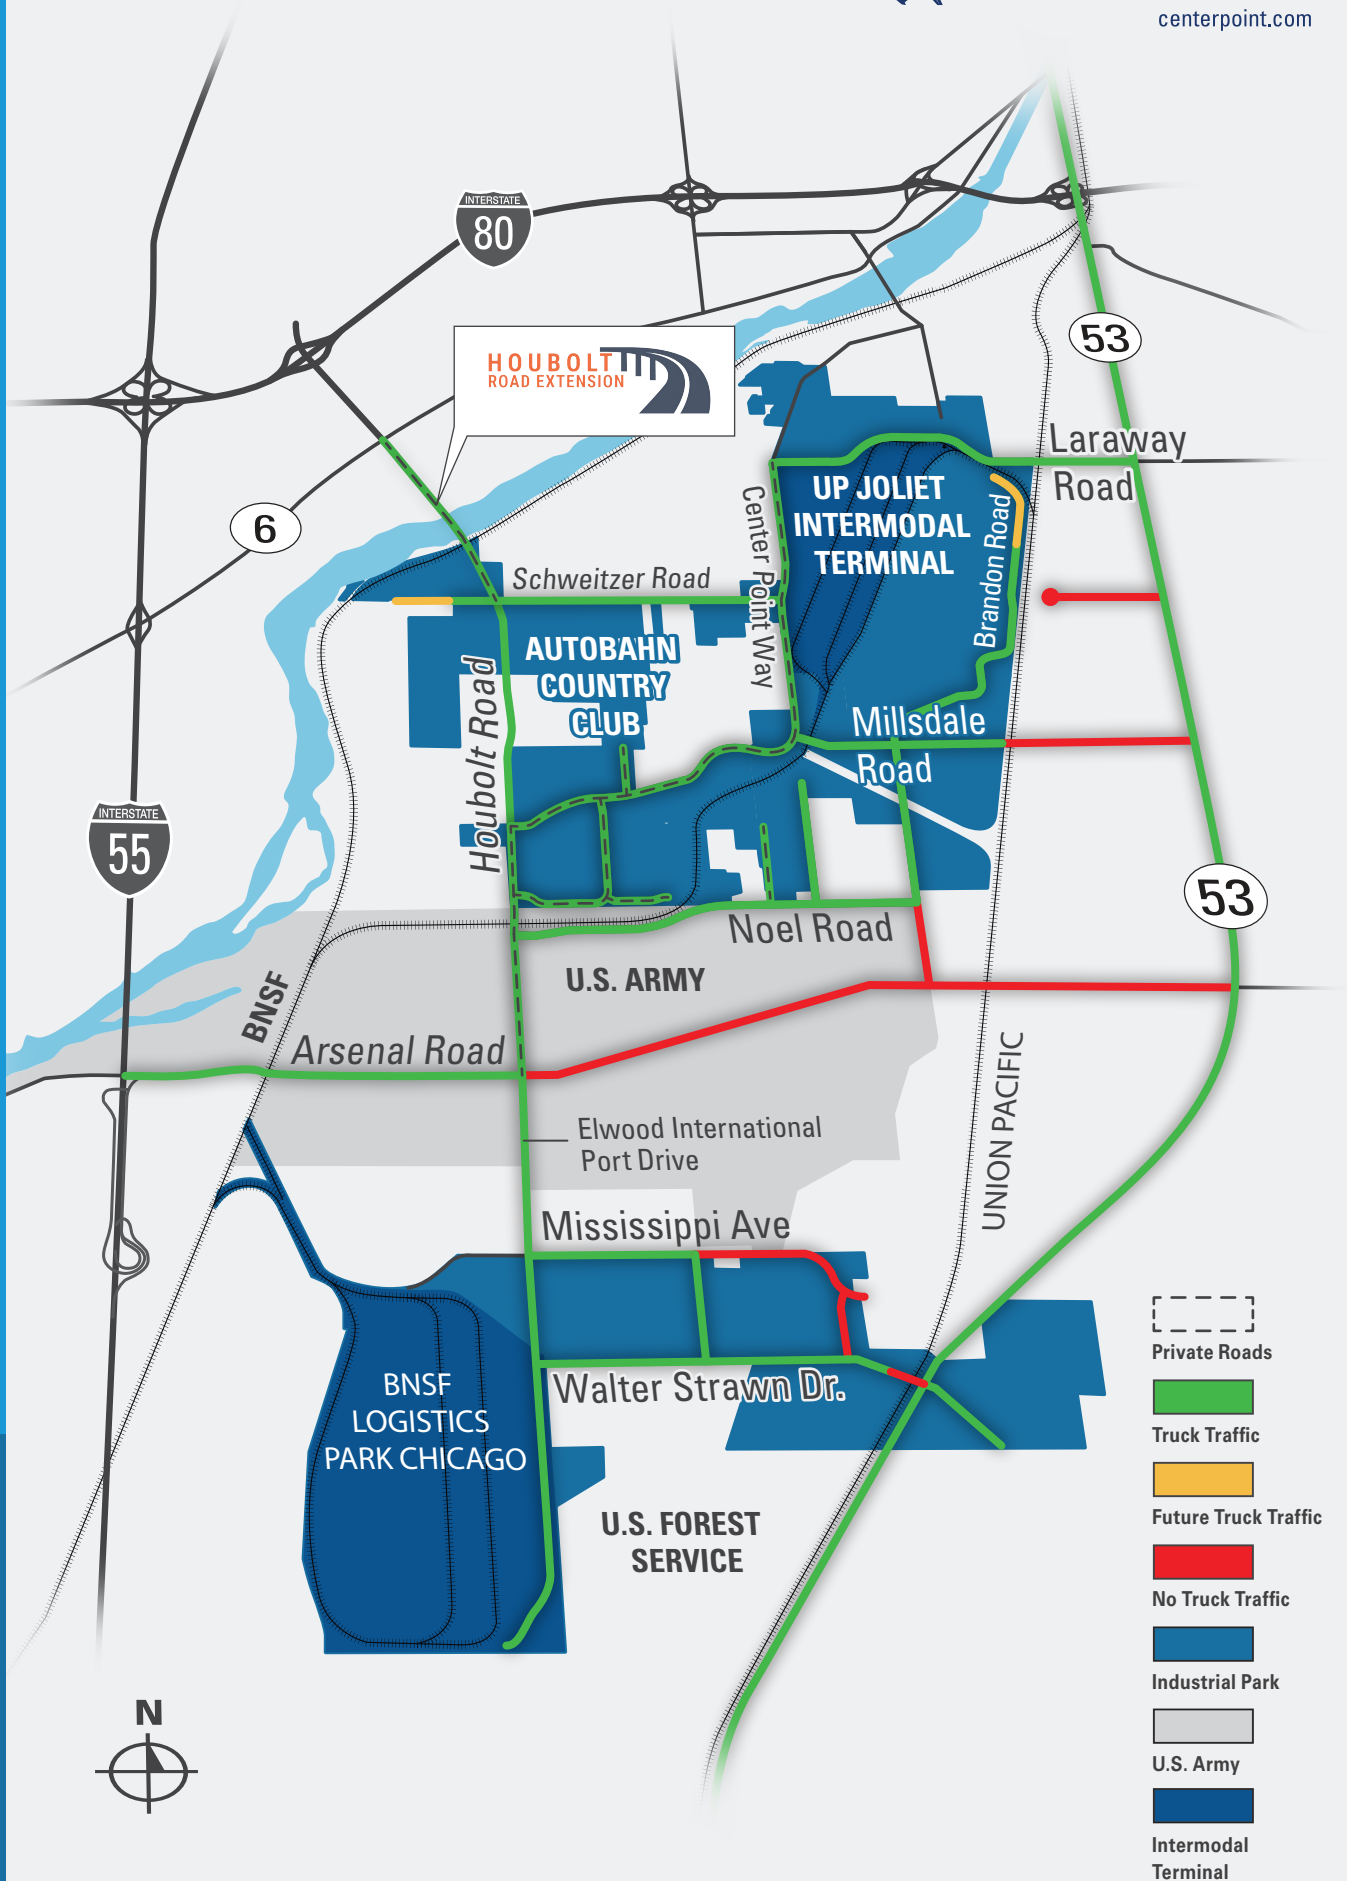 centerpoint.com
INTERSTATE
80
53
HOUBOLT
ROAD EXTENSION
Laraway
Road
UP JOLIET
INTERMODAL
TERMINAL
Center Point Way
Brandon Road
6
Schweitzer Road
AUTOBAHN
COUNTRY
CLUB
Houbolt Road
Millsdale
Road
INTERSTATE
55
53
Noel Road
U.S. ARMY
BNSF
Arsenal Road
UNION PACIFIC
Elwood International
Port Drive
Mississippi Ave
Walter Strawn Dr.
BNSF
LOGISTICS
PARK CHICAGO
U.S. FOREST
SERVICE
N
Private Roads
Truck Traffic
Future Truck Traffic
No Truck Traffic
Industrial Park
U.S. Army
Intermodal
Terminal